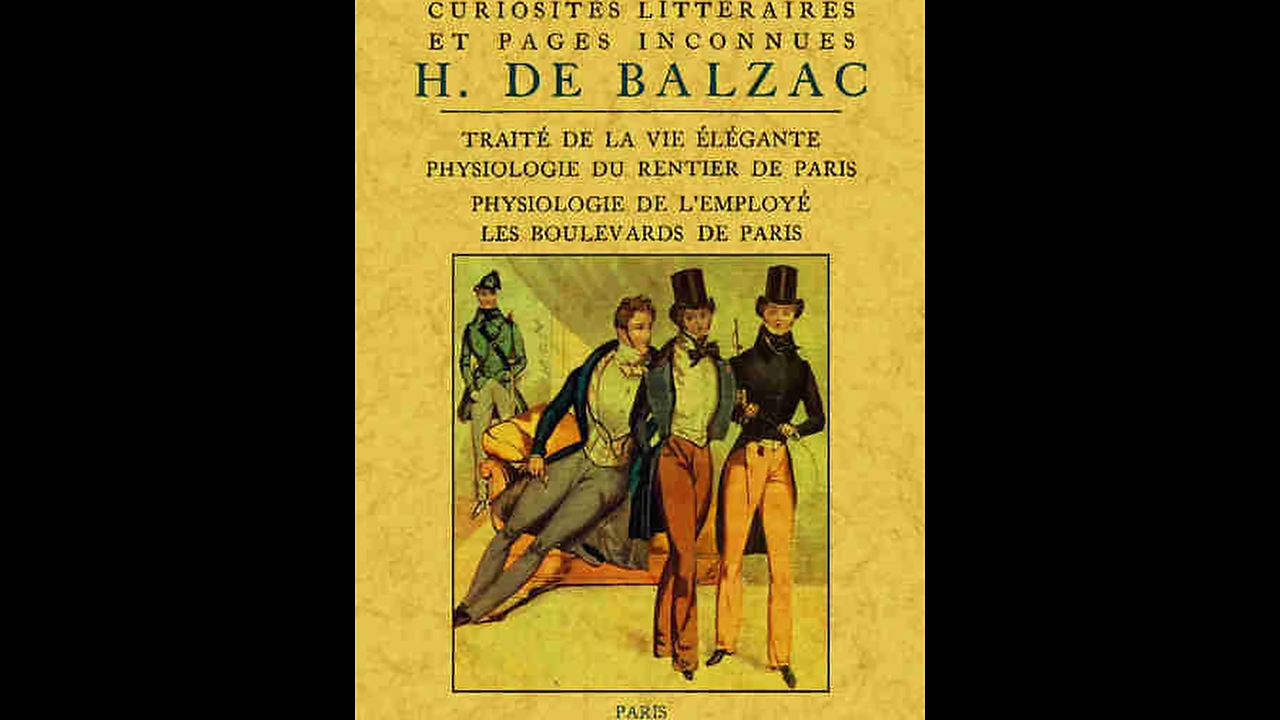 CURIOSITÉS LITTÉRAIRES
ET PAGES INCONNUES
H. DE BALZAC
TRAITÉ DE LA VIE ÉLÉGANTE
PHYSIOLOGIE DU RENTIER DE PARIS
PHYSIOLOGIE DE L'EMPLOYÉ
LES BOULEVARDS DE PARIS
PARIS